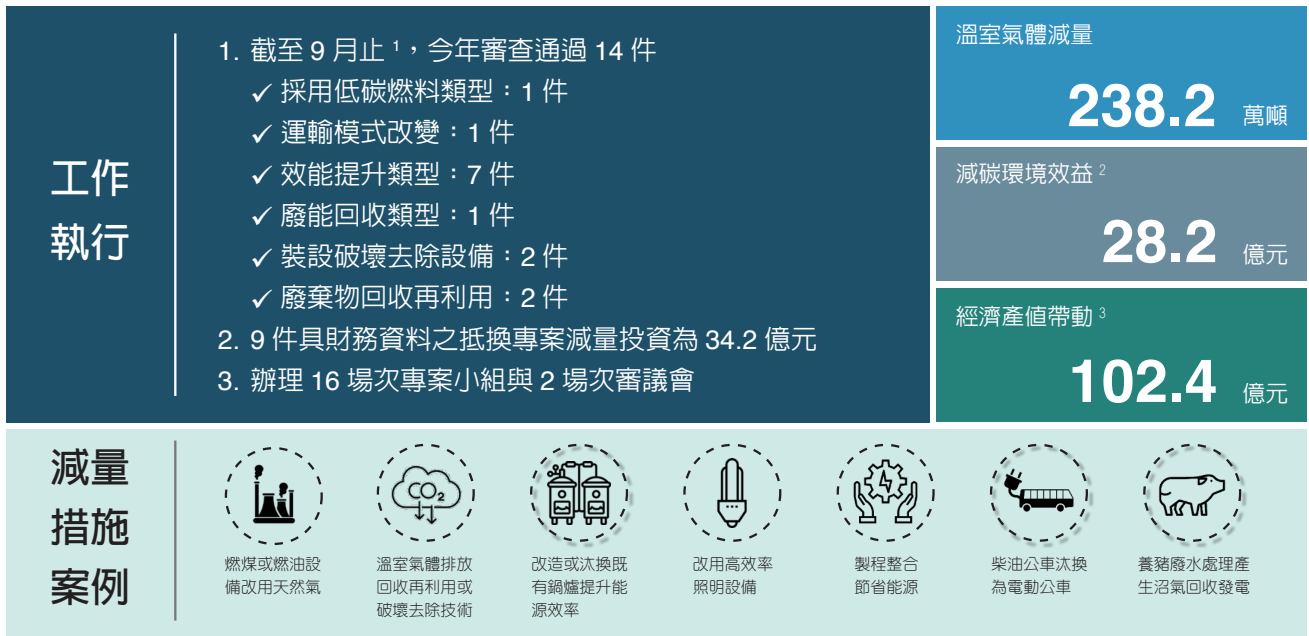 工作
執行
1. 截至 9 月止 1，今年審查通過 14 件
✓ 採用低碳燃料類型：1 件
✓ 運輸模式改變：1 件
✓ 效能提升類型：7 件
✓ 廢能回收類型：1 件
✓ 裝設破壞去除設備：2 件
✓ 廢棄物回收再利用：2 件
2. 9 件具財務資料之抵換專案減量投資為 34.2 億元
3. 辦理 16 場次專案小組與 2 場次審議會
溫室氣體減量
238.2 萬噸
減碳環境效益 2
28.2 億元
經濟產值帶動 3
102.4 億元
減量
措施
案例
燃煤或燃油設
備改用天然氣
CO2
溫室氣體排放
回收再利用或
破壞去除技術
改造或汰換既
有鍋爐提升能
源效率
改用高效率
照明設備
製程整合
節省能源
柴油公車汰換
為電動公車
養豬廢水處理產
生沼氣回收發電